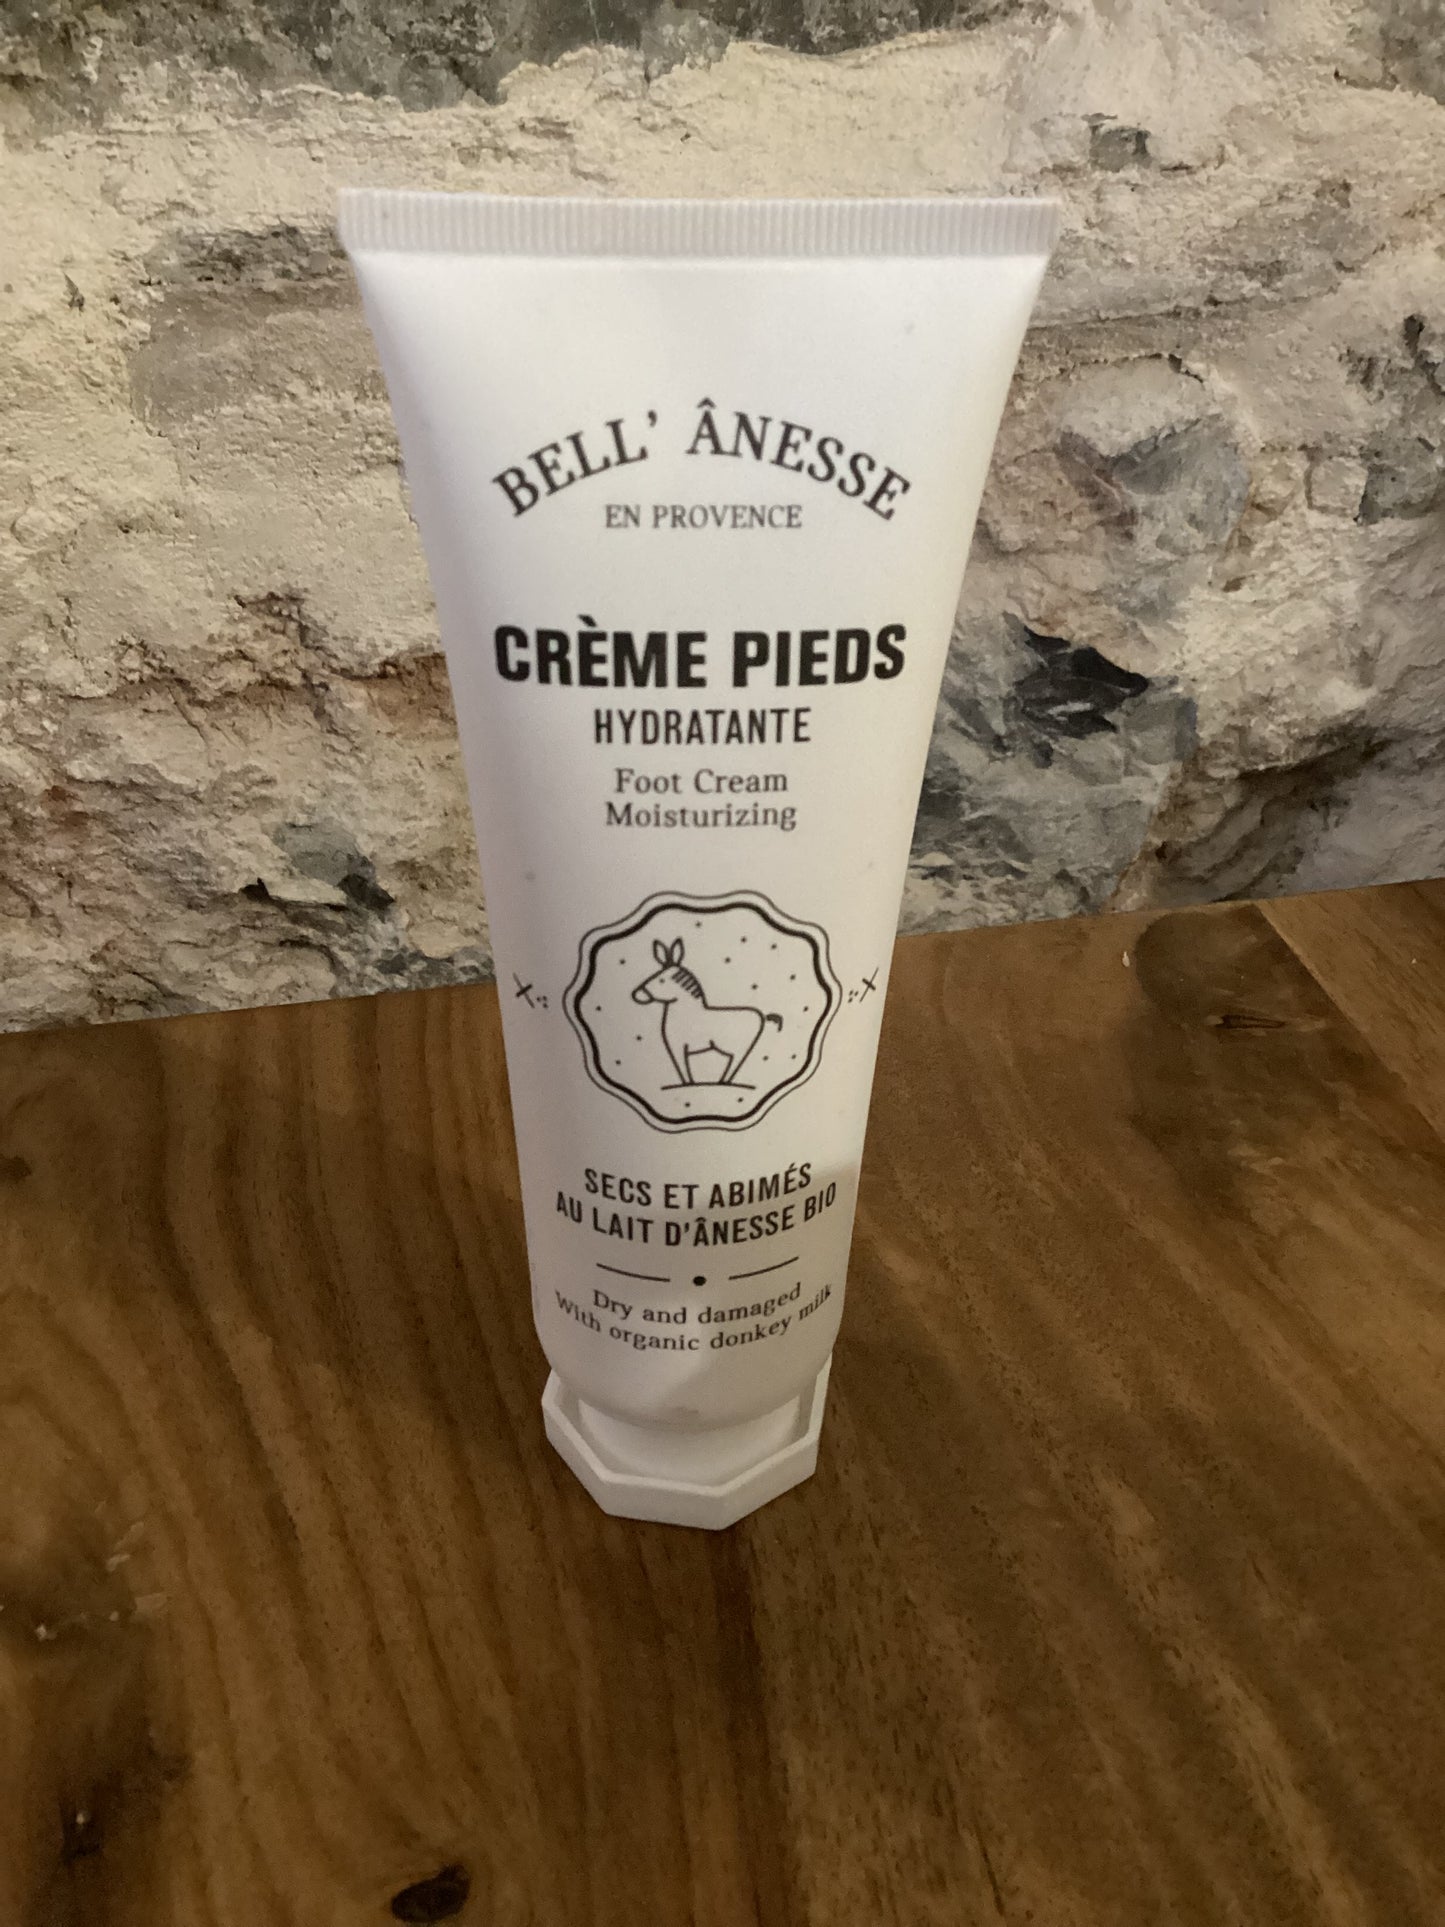 BELL' ÂNESSE
EN PROVENCE
CRÈME PIEDS
HYDRATANTE
Foot Cream
Moisturizing
SECS ET ABIMÉS
AU LAIT D'ÂNESSE BIO
Dry and damaged
With organic donkey milk